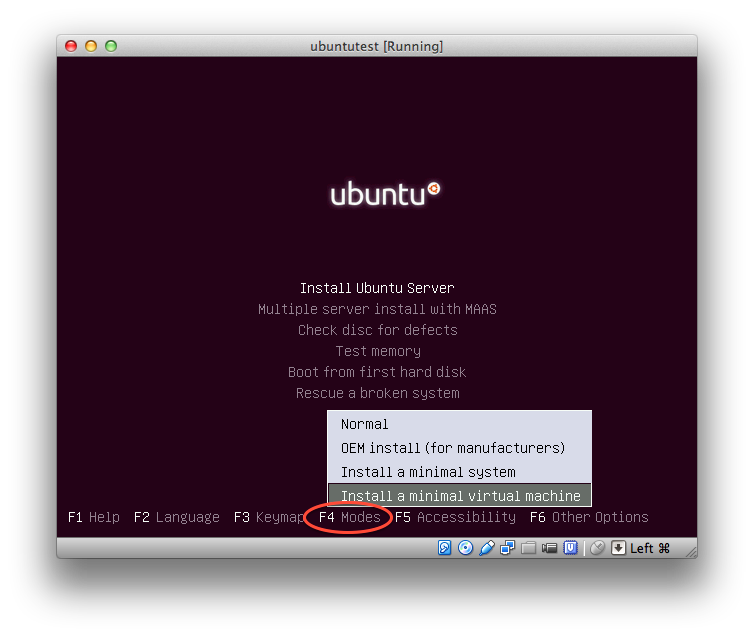 ubuntutest [Running]
ubuntu
Install Ubuntu Server
Multiple server install with MAAS
Check disc for defects
Test memory
Boot from first hard disk
Rescue a broken system
Normal
OEM install (for manufacturers)
Install a minimal system
Install a minimal virtual machine
F1 Help F2 Language F3 Keymap F4 Modes F5 Accessibility F6 Other Options
Left ⌘